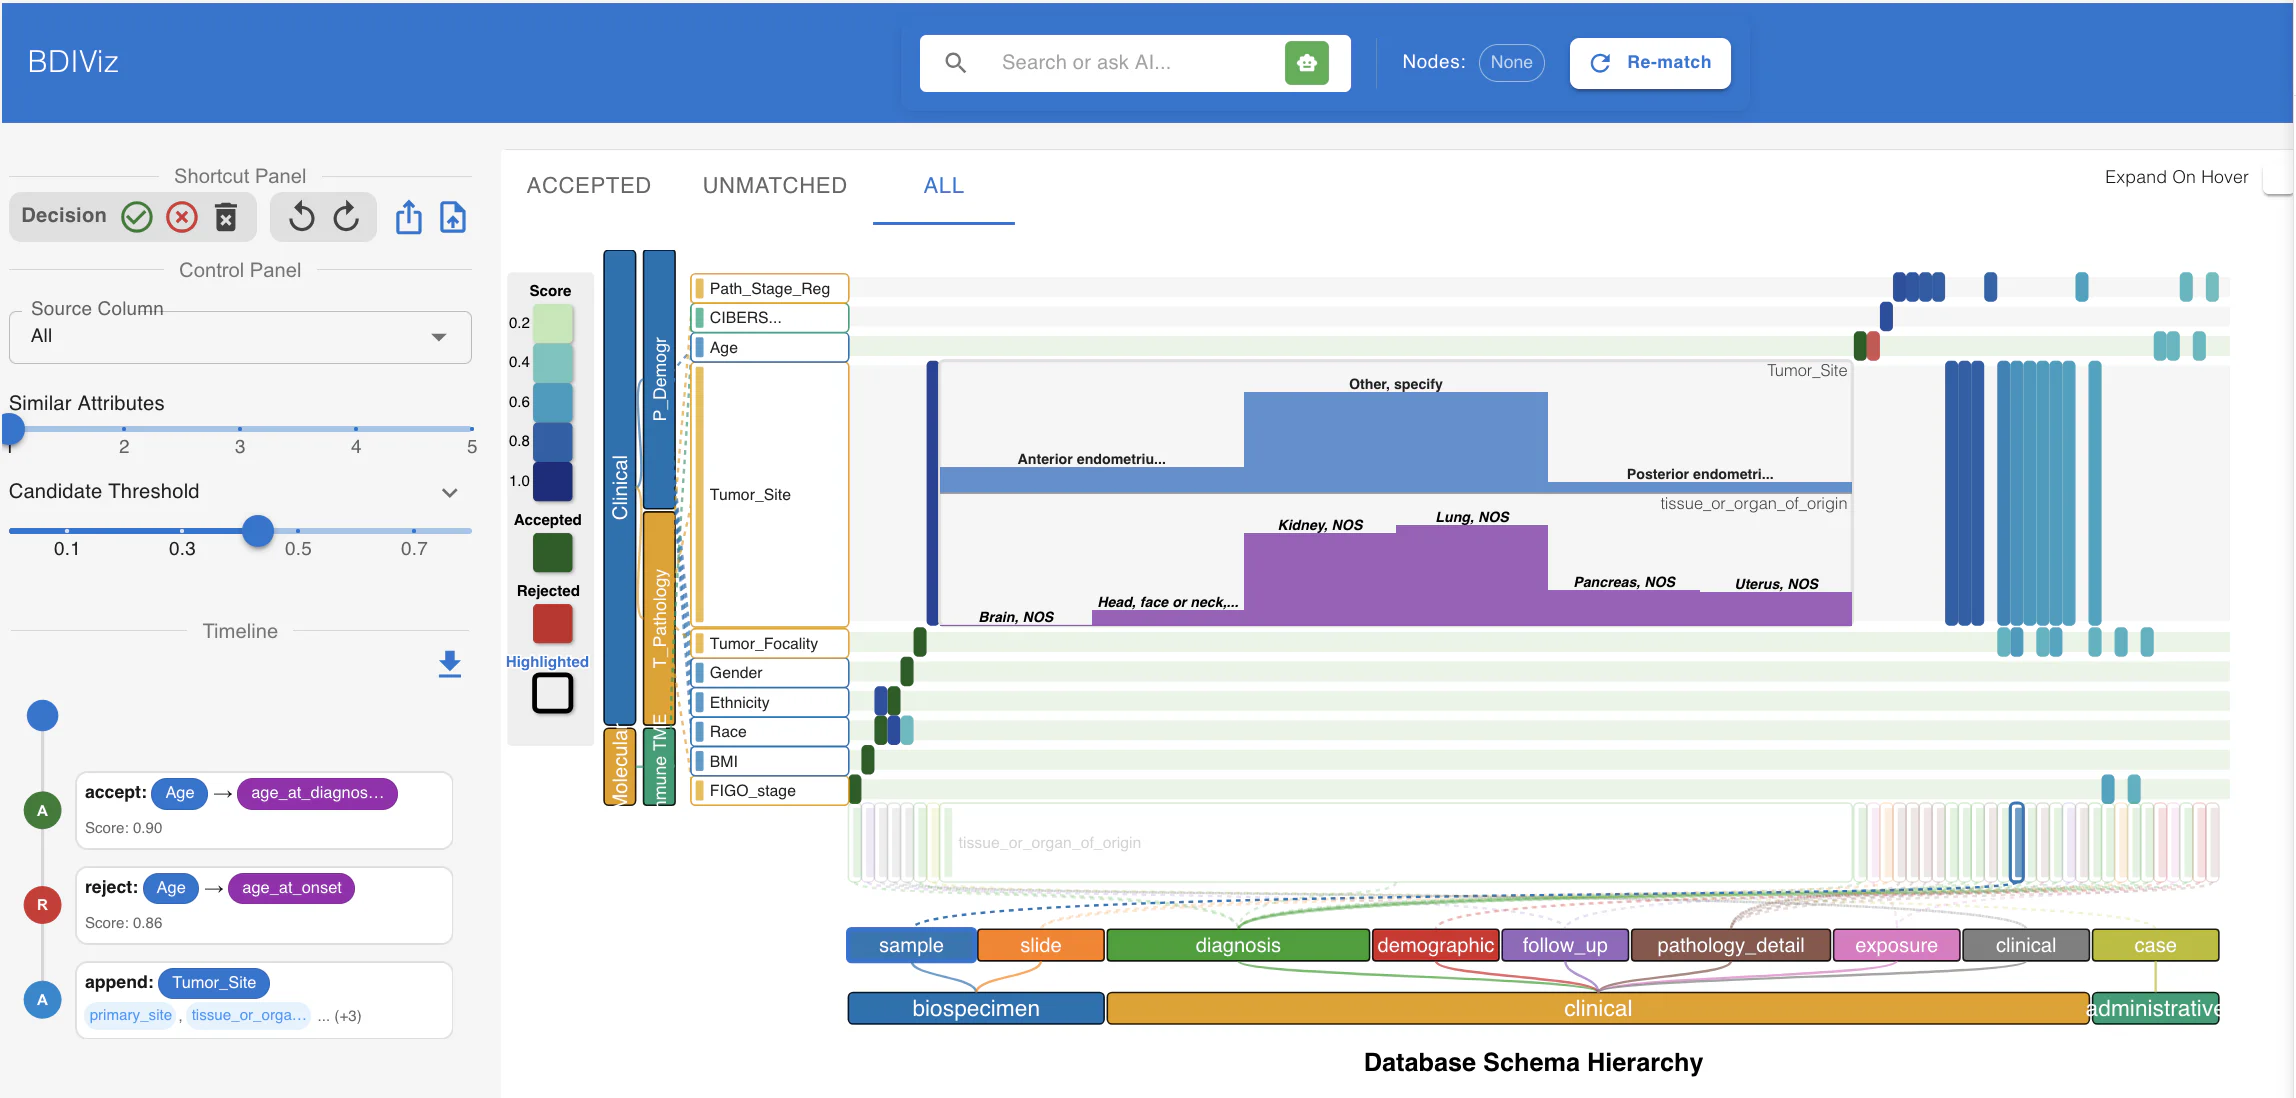 BDIViz
Search or ask AI...
Nodes: None
Re-match
Shortcut Panel
Decision
Control Panel
Source Column
All
Similar Attributes
2 3 4 5
Candidate Threshold
0.1 0.3 0.5 0.7
Timeline
accept: Age → age_at_diagnos...
Score: 0.90
A
reject: Age → age_at_onset
Score: 0.86
R
append: Tumor_Site
primary_site , tissue_or_orga... ... (+3)
A
ACCEPTED UNMATCHED ALL
Expand On Hover
Score
0.2
0.4
0.6
0.8
1.0
Accepted
Rejected
Highlighted
Clinical
Molecular
P_Demogr
T_Pathology
mmune TME
Path_Stage_Reg
CIBERS...
Age
Tumor_Site
Tumor_Focality
Gender
Ethnicity
Race
BMI
FIGO_stage
Tumor_Site
Other, specify
Anterior endometriu...
Posterior endometri...
tissue_or_organ_of_origin
Kidney, NOS
Lung, NOS
Pancreas, NOS
Uterus, NOS
Head, face or neck,...
Brain, NOS
tissue_or_organ_of_origin
sample slide diagnosis demographic follow_up pathology_detail exposure clinical case
biospecimen clinical administrative
Database Schema Hierarchy